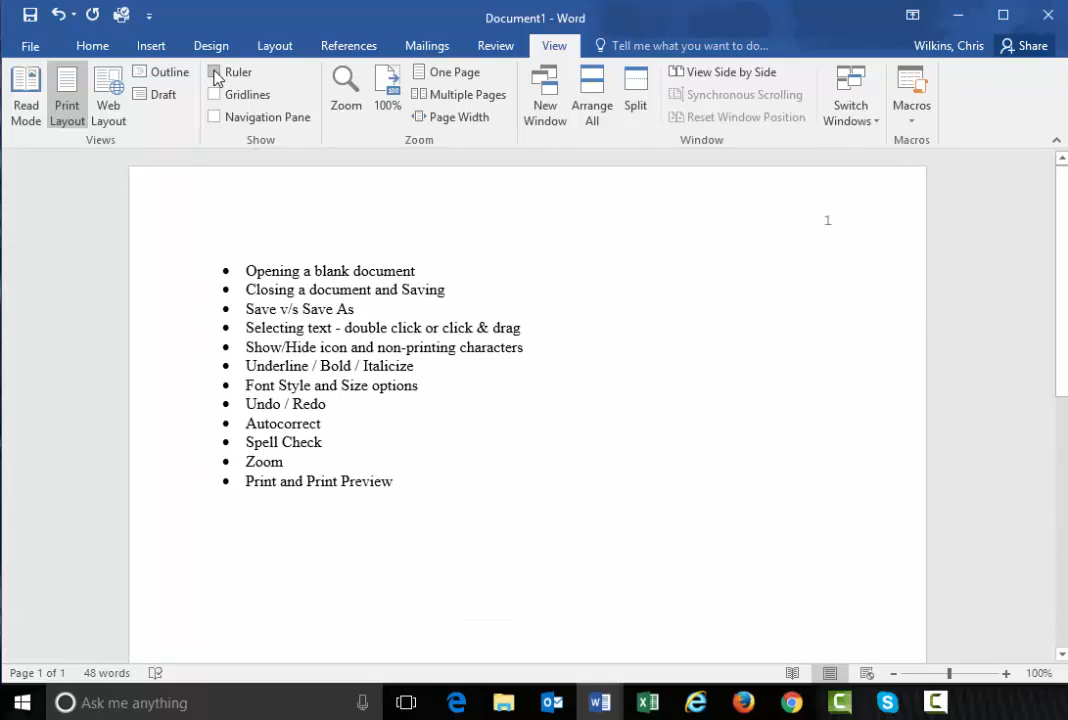 Document1 - Word
File Home Insert Design Layout References Mailings Review View Tell me what you want to do... Wilkins, Chris Share
Read Mode
Print Layout
Web Layout
Outline
Draft
Views
Ruler
Gridlines
Navigation Pane
Show
Zoom
100%
One Page
Multiple Pages
Page Width
Zoom
New Window
Arrange All
Split
View Side by Side
Synchronous Scrolling
Reset Window Position
Window
Switch Windows
Macros
Macros
1
• Opening a blank document
• Closing a document and Saving
• Save v/s Save As
• Selecting text - double click or click & drag
• Show/Hide icon and non-printing characters
• Underline / Bold / Italicize
• Font Style and Size options
• Undo / Redo
• Autocorrect
• Spell Check
• Zoom
• Print and Print Preview
Page 1 of 1 48 words 100%
Ask me anything